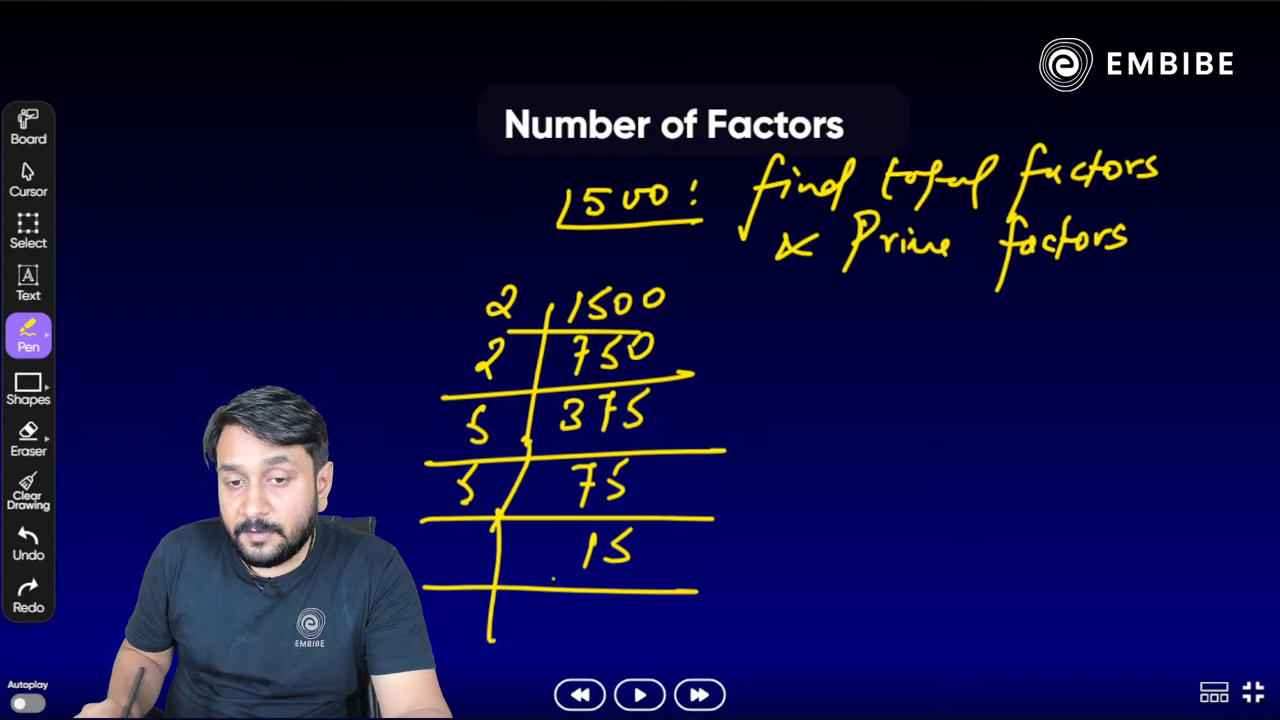 EMBIBE
Number of Factors
1500: find total factors
& Prime factors
2 1500
2 750
5 375
5 75
15
Board
Cursor
Select
A
Text
Pen
Shapes
Eraser
Clear
Drawing
Undo
Redo
EMBIBE
Autoplay